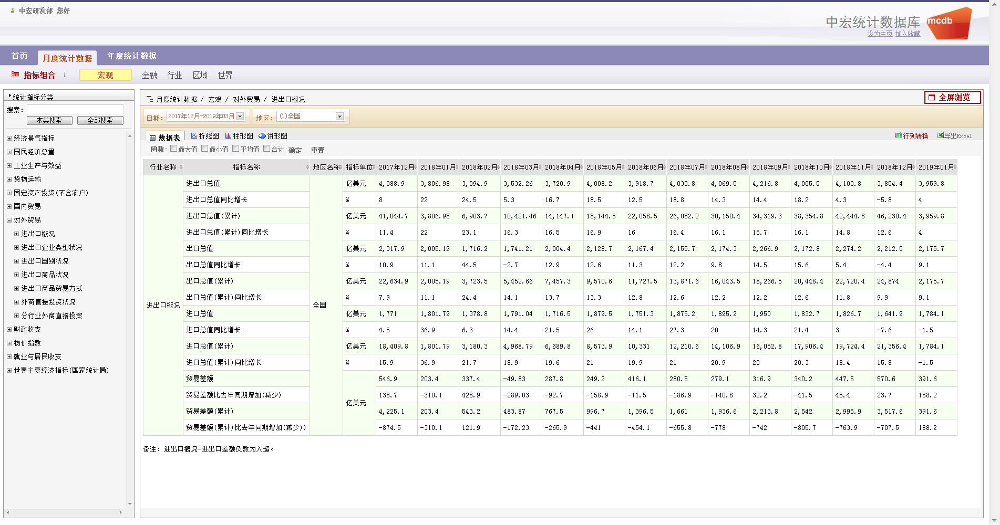 中宏研发部 您好
中宏统计数据库 mcdb
设为主页 加入收藏
首页 月度统计数据 年度统计数据
指标组合 宏观 金融 行业 区域 世界
统计指标分类
搜索：
本类搜索 全部搜索
经济景气指标
国民经济总量
工业生产与效益
货物运输
固定资产投资(不含农户)
国内贸易
对外贸易
进出口概况
进出口企业类型状况
进出口国别状况
进出口商品状况
进出口商品贸易方式
外商直接投资状况
分行业外商直接投资
财政收支
物价指数
就业与居民收支
世界主要经济指标(国家统计局)
月度统计数据 / 宏观 / 对外贸易 / 进出口概况
全屏浏览
日期： 2017年12月-2019年03月 地区： (1)全国
数据表 折线图 柱形图 饼形图 行列转换 导出Excel
函数: 最大值 最小值 平均值 合计 确定 重置
行业名称 指标名称 地区名称 指标单位 2017年12月 2018年01月 2018年02月 2018年03月 2018年04月 2018年05月 2018年06月 2018年07月 2018年08月 2018年09月 2018年10月 2018年11月 2018年12月 2019年01月
进出口总值 亿美元 4,088.9 3,806.98 3,094.9 3,532.26 3,720.9 4,008.2 3,918.7 4,030.8 4,069.5 4,216.8 4,005.5 4,100.8 3,854.4 3,959.8
进出口总值同比增长 % 8 22 24.5 5.3 16.7 18.5 12.5 18.8 14.3 14.4 18.2 4.3 -5.8 4
进出口总值(累计) 亿美元 41,044.7 3,806.98 6,903.7 10,421.46 14,147.1 18,144.5 22,058.5 26,082.2 30,150.4 34,319.3 38,354.8 42,444.8 46,230.4 3,959.8
进出口总值(累计)同比增长 % 11.4 22 23.1 16.3 16.5 16.9 16 16.4 16.1 15.7 16.1 14.8 12.6 4
出口总值 亿美元 2,317.9 2,005.19 1,716.2 1,741.21 2,004.4 2,128.7 2,167.4 2,155.7 2,174.3 2,266.9 2,172.8 2,274.2 2,212.5 2,175.7
出口总值同比增长 % 10.9 11.1 44.5 -2.7 12.9 12.6 11.3 12.2 9.8 14.5 15.6 5.4 -4.4 9.1
出口总值(累计) 亿美元 22,634.9 2,005.19 3,723.5 5,452.66 7,457.3 9,570.6 11,727.5 13,871.6 16,043.5 18,266.5 20,448.4 22,720.4 24,874 2,175.7
出口总值(累计)同比增长 % 7.9 11.1 24.4 14.1 13.7 13.3 12.8 12.6 12.2 12.2 12.6 11.8 9.9 9.1
进出口概况 全国
进口总值 亿美元 1,771 1,801.79 1,378.8 1,791.04 1,716.5 1,879.5 1,751.3 1,875.2 1,895.2 1,950 1,832.7 1,826.7 1,641.9 1,784.1
进口总值同比增长 % 4.5 36.9 6.3 14.4 21.5 26 14.1 27.3 20 14.3 21.4 3 -7.6 -1.5
进口总值(累计) 亿美元 18,409.8 1,801.79 3,180.3 4,968.79 6,689.8 8,573.9 10,331 12,210.6 14,106.9 16,052.8 17,906.4 19,724.4 21,356.4 1,784.1
进口总值(累计)同比增长 % 15.9 36.9 21.7 18.9 19.6 21 19.9 21 20.9 20 20.3 18.4 15.8 -1.5
贸易差额 546.9 203.4 337.4 -49.83 287.8 249.2 416.1 280.5 279.1 316.9 340.2 447.5 570.6 391.6
贸易差额比去年同期增加(减少) 138.7 -310.1 428.9 -289.03 -92.7 -158.9 -11.5 -186.9 -140.8 32.2 -41.5 45.4 23.7 188.2
亿美元
贸易差额(累计) 4,225.1 203.4 543.2 483.87 767.5 996.7 1,396.5 1,661 1,936.6 2,213.8 2,542 2,995.9 3,517.6 391.6
贸易差额(累计)比去年同期增加(减少)) -874.5 -310.1 121.9 -172.23 -265.9 -441 -454.1 -655.8 -778 -742 -805.7 -763.9 -707.5 188.2
备注：进出口概况-进出口差额负数为入超。